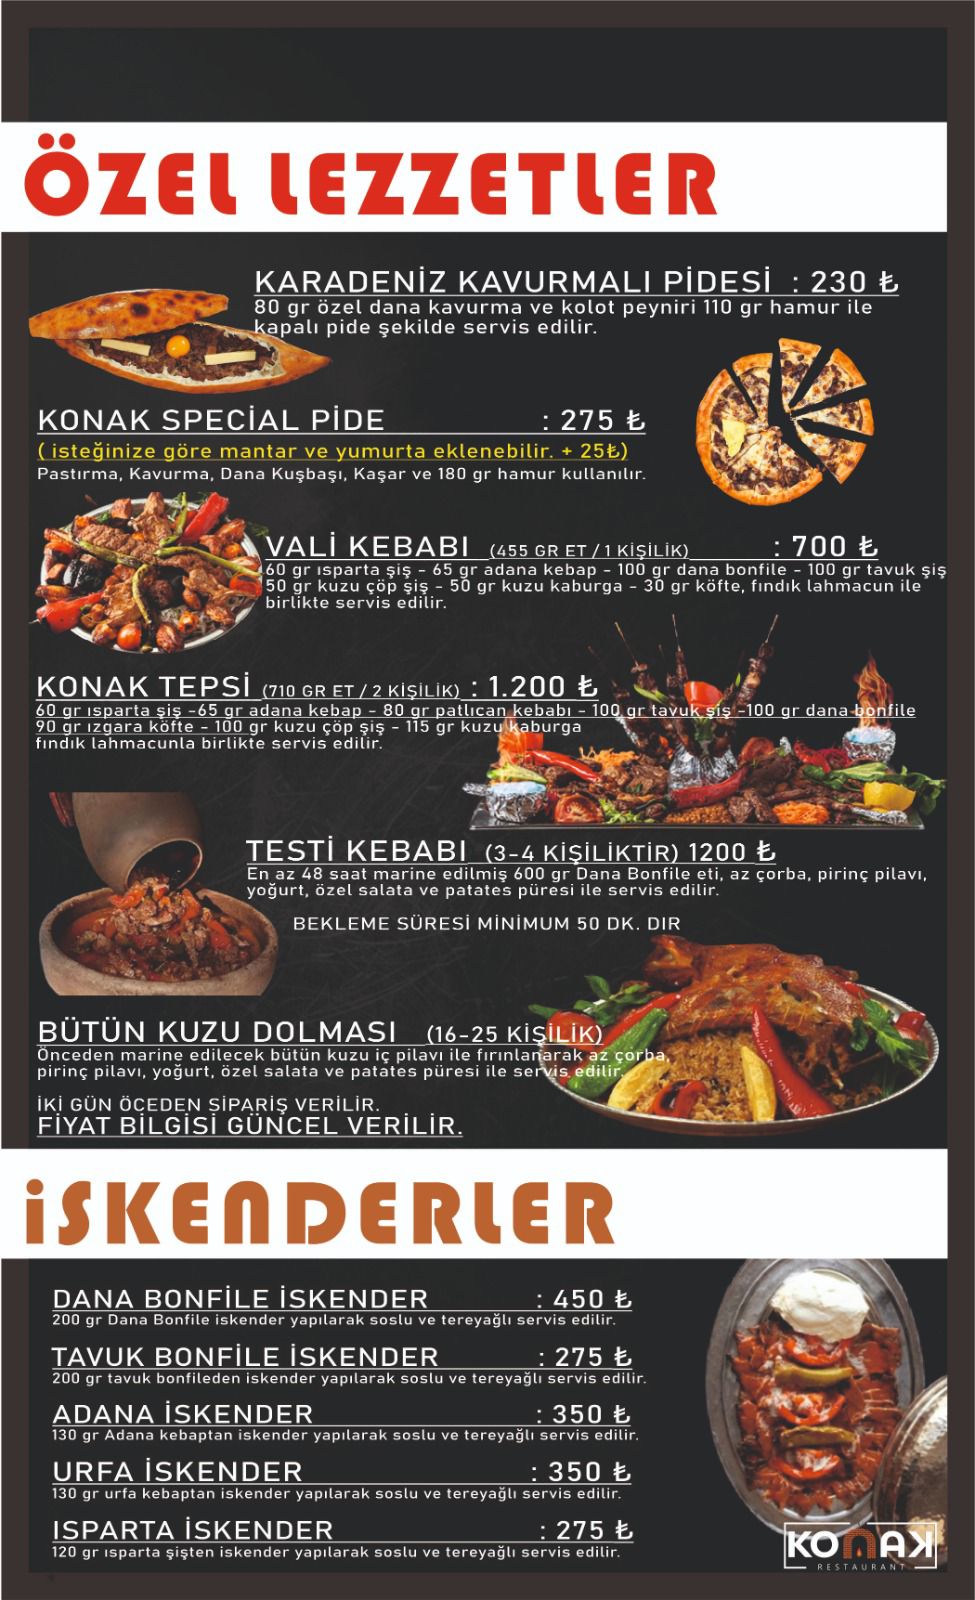 ÖZEL LEZZETLER
KARADENİZ KAVURMALI PİDESİ : 230 ₺
80 gr özel dana kavurma ve kolot peyniri 110 gr hamur ile
kapalı pide şekilde servis edilir.
KONAK SPECİAL PİDE : 275 ₺
( isteğinize göre mantar ve yumurta eklenebilir. + 25₺)
Pastırma, Kavurma, Dana Kuşbaşı, Kaşar ve 180 gr hamur kullanılır.
VALİ KEBABI (455 GR ET / 1 KİŞİLİK) : 700 ₺
60 gr ısparta şiş - 65 gr adana kebap - 100 gr dana bonfile - 100 gr tavuk şiş
50 gr kuzu çöp şiş - 50 gr kuzu kaburga - 30 gr köfte, fındık lahmacun ile
birlikte servis edilir.
KONAK TEPSİ (710 GR ET / 2 KİŞİLİK) : 1.200 ₺
60 gr ısparta şiş -65 gr adana kebap - 80 gr patlıcan kebabı - 100 gr tavuk şiş -100 gr dana bonfile
90 gr ızgara köfte - 100 gr kuzu çöp şiş - 115 gr kuzu kaburga
fındık lahmacunla birlikte servis edilir.
TESTİ KEBABI (3-4 KİŞİLİKTİR) 1200 ₺
En az 48 saat marine edilmiş 600 gr Dana Bonfile eti, az çorba, pirinç pilavı,
yoğurt, özel salata ve patates püresi ile servis edilir.
BEKLEME SÜRESİ MİNİMUM 50 DK. DIR
BÜTÜN KUZU DOLMASI (16-25 KİŞİLİK)
Önceden marine edilecek bütün kuzu iç pilavı ile fırınlanarak az çorba,
pirinç pilavı, yoğurt, özel salata ve patates püresi ile servis edilir.
İKİ GÜN ÖCEDEN SİPARİŞ VERİLİR.
FİYAT BİLGİSİ GÜNCEL VERİLİR.
İSKENDERLER
DANA BONFİLE İSKENDER : 450 ₺
200 gr Dana Bonfile iskender yapılarak soslu ve tereyağlı servis edilir.
TAVUK BONFİLE İSKENDER : 275 ₺
200 gr tavuk bonfileden iskender yapılarak soslu ve tereyağlı servis edilir.
ADANA İSKENDER : 350 ₺
130 gr Adana kebaptan iskender yapılarak soslu ve tereyağlı servis edilir.
URFA İSKENDER : 350 ₺
130 gr urfa kebaptan iskender yapılarak soslu ve tereyağlı servis edilir.
ISPARTA İSKENDER : 275 ₺
120 gr ısparta şişten iskender yapılarak soslu ve tereyağlı servis edilir.
KONAK
RESTAURANT